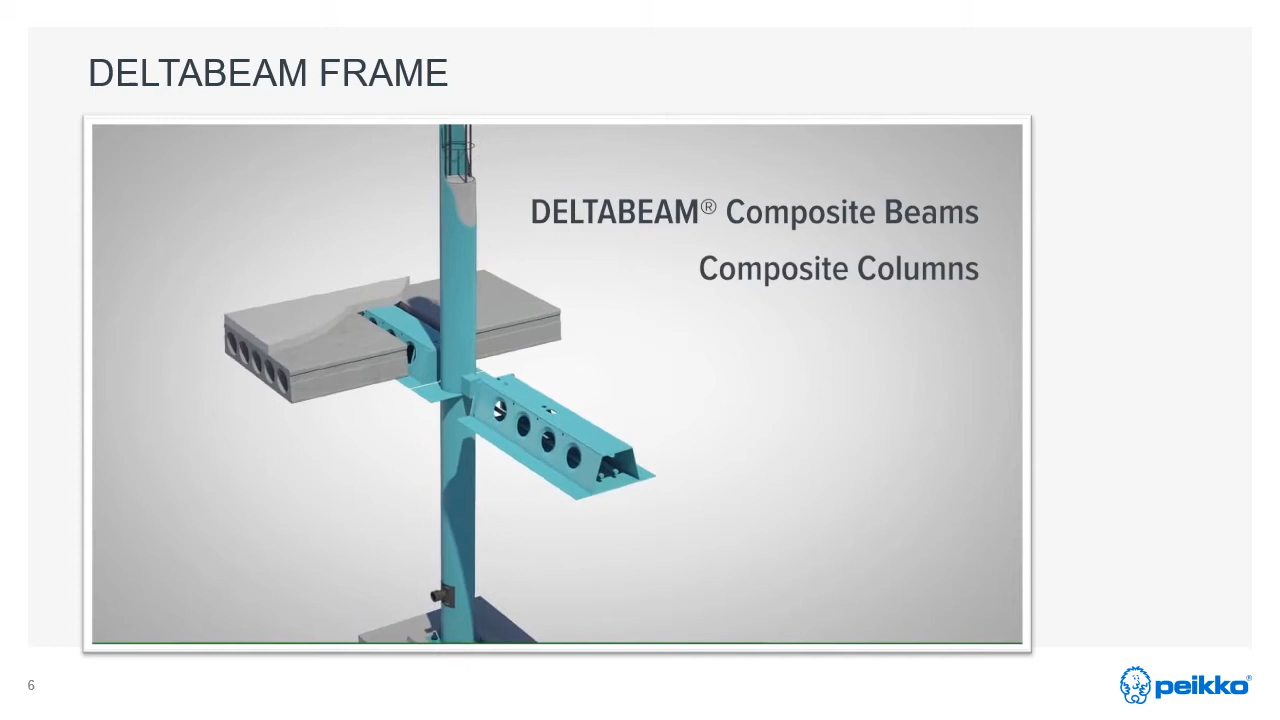 DELTABEAM FRAME
DELTABEAM® Composite Beams
Composite Columns
6
peikko®